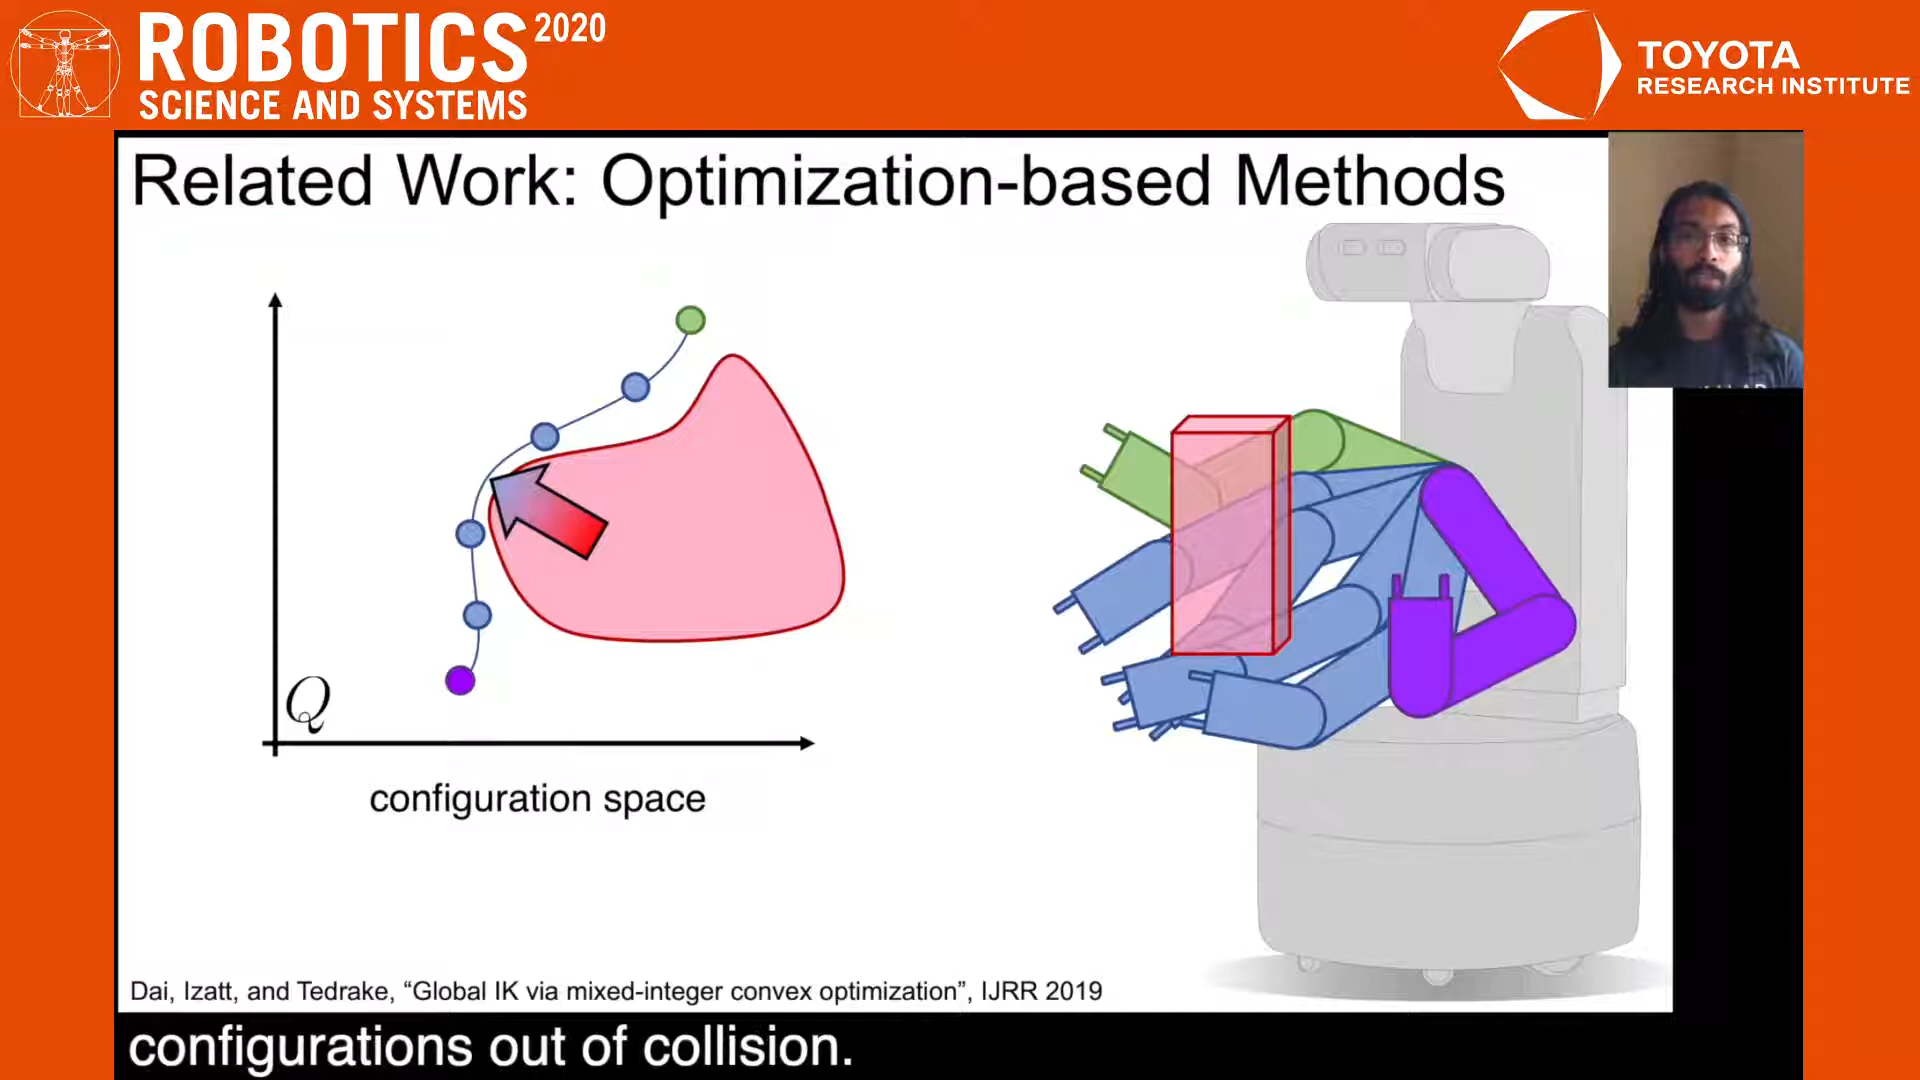 ROBOTICS 2020
SCIENCE AND SYSTEMS
TOYOTA
RESEARCH INSTITUTE
Related Work: Optimization-based Methods
Q
configuration space
Dai, Izatt, and Tedrake, “Global IK via mixed-integer convex optimization”, IJRR 2019
configurations out of collision.